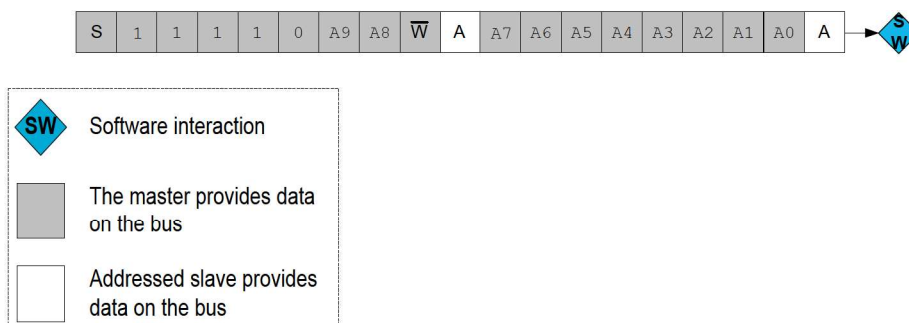 S 1 1 1 1 0 A9 A8 W̅ A A7 A6 A5 A4 A3 A2 A1 A0 A S
W
SW Software interaction
The master provides data
on the bus
Addressed slave provides
data on the bus